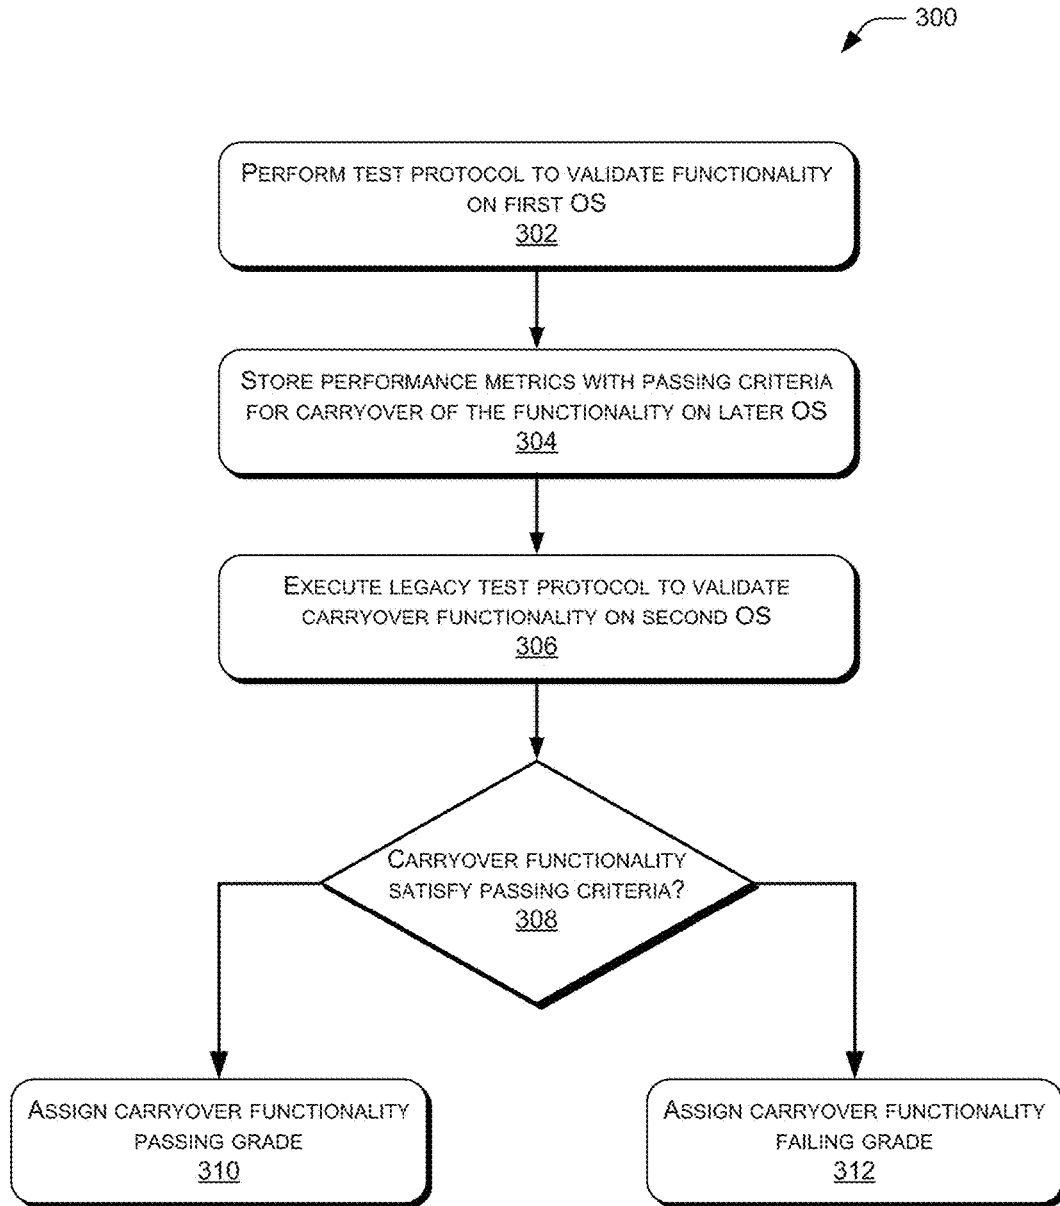 300
PERFORM TEST PROTOCOL TO VALIDATE FUNCTIONALITY
ON FIRST OS
302
STORE PERFORMANCE METRICS WITH PASSING CRITERIA
FOR CARRYOVER OF THE FUNCTIONALITY ON LATER OS
304
EXECUTE LEGACY TEST PROTOCOL TO VALIDATE
CARRYOVER FUNCTIONALITY ON SECOND OS
306
CARRYOVER FUNCTIONALITY
SATISFY PASSING CRITERIA?
308
ASSIGN CARRYOVER FUNCTIONALITY
PASSING GRADE
310
ASSIGN CARRYOVER FUNCTIONALITY
FAILING GRADE
312